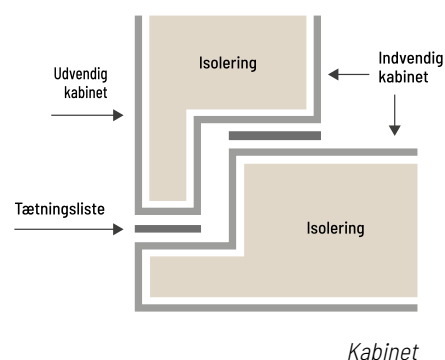 Isolering
Udvendig
kabinet
Indvendig
kabinet
Tætningsliste
Isolering
Kabinet